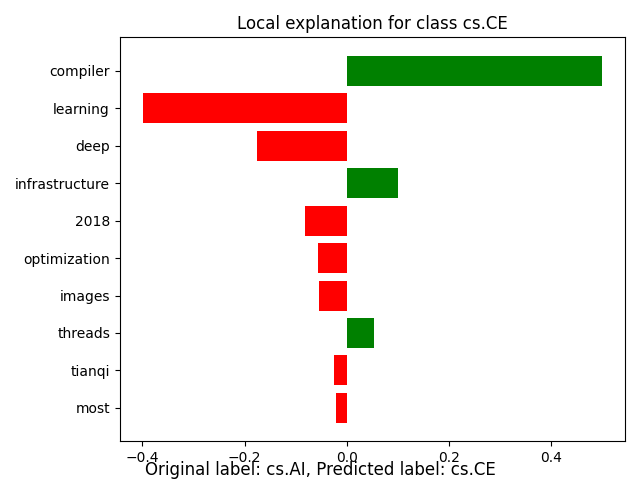 Local explanation for class cs.CE
compiler
learning
deep
infrastructure
2018
optimization
images
threads
tianqi
most
−0.4 −0.2 0.0 0.2 0.4
Original label: cs.AI, Predicted label: cs.CE